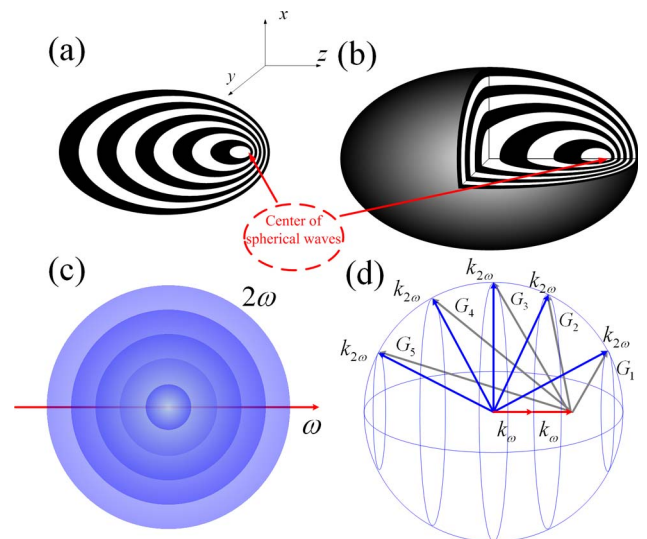 (a)
x
y
z
(b)
Center of
spherical waves
(c)
2ω
ω
(d)
k2ω
k2ω
k2ω
k2ω
k2ω
G5
G4
G3
G2
G1
kω
kω